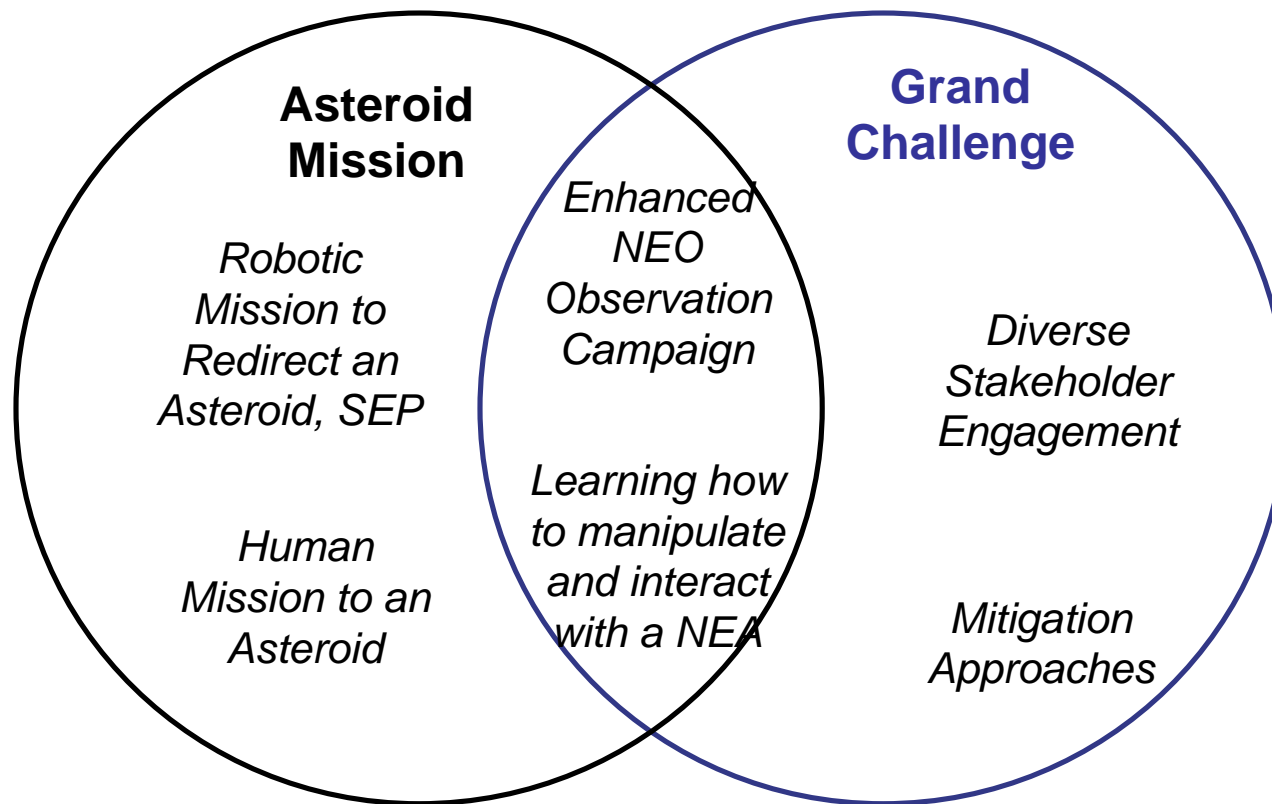 Asteroid
Mission
Robotic
Mission to
Redirect an
Asteroid, SEP
Human
Mission to an
Asteroid
Enhanced
NEO
Observation
Campaign
Learning how
to manipulate
and interact
with a NEA
Grand
Challenge
Diverse
Stakeholder
Engagement
Mitigation
Approaches